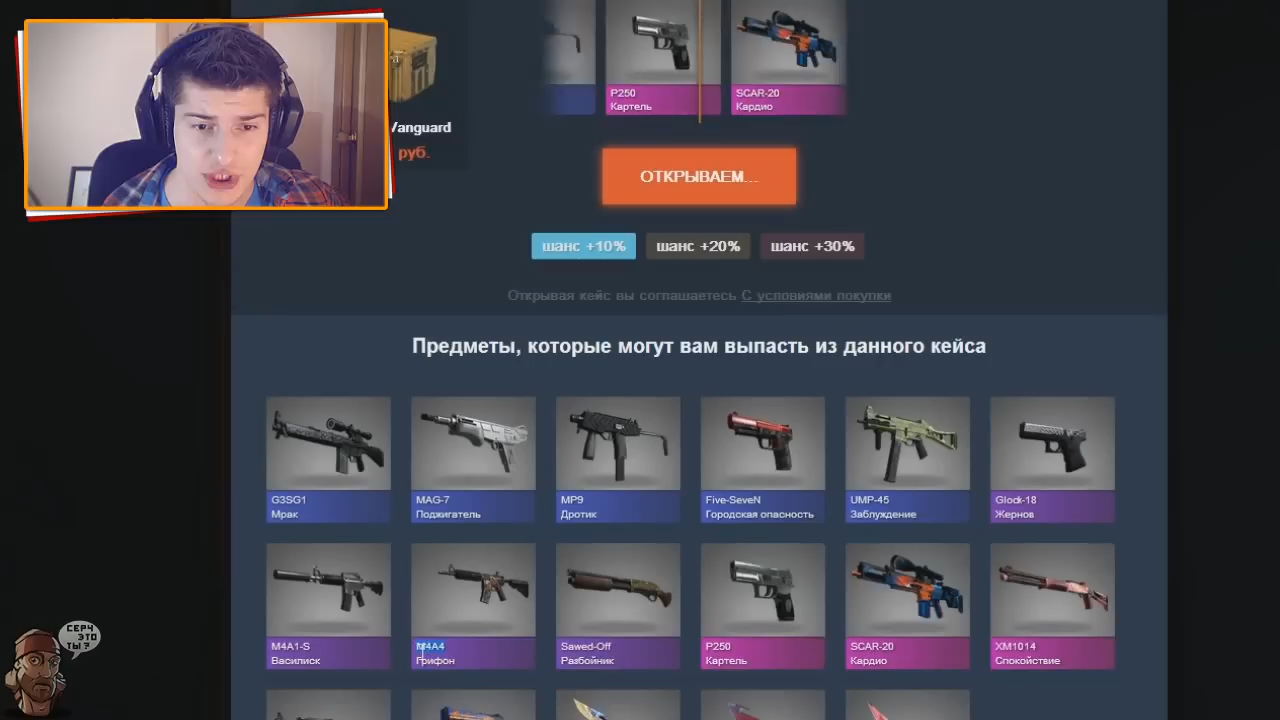 P250
Картель
SCAR-20
Кардио
Vanguard
руб.
ОТКРЫВАЕМ...
шанс +10%
шанс +20%
шанс +30%
Открывая кейс вы соглашаетесь С условиями покупки
Предметы, которые могут вам выпасть из данного кейса
G3SG1
Мрак
MAG-7
Поджигатель
MP9
Дротик
Five-SeveN
Городская опасность
UMP-45
Заблуждение
Glock-18
Жернов
M4A1-S
Василиск
M4A4
Грифон
Sawed-Off
Разбойник
P250
Картель
SCAR-20
Кардио
XM1014
Спокойствие
СЕРЧ
ЭТО
ТЫ?